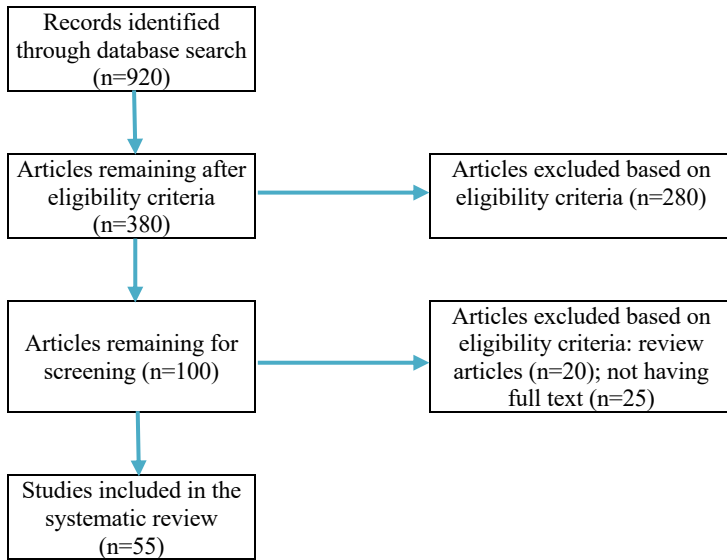 Records identified
through database search
(n=920)
Articles remaining after
eligibility criteria
(n=380)
Articles excluded based on
eligibility criteria (n=280)
Articles remaining for
screening (n=100)
Articles excluded based on
eligibility criteria: review
articles (n=20); not having
full text (n=25)
Studies included in the
systematic review
(n=55)